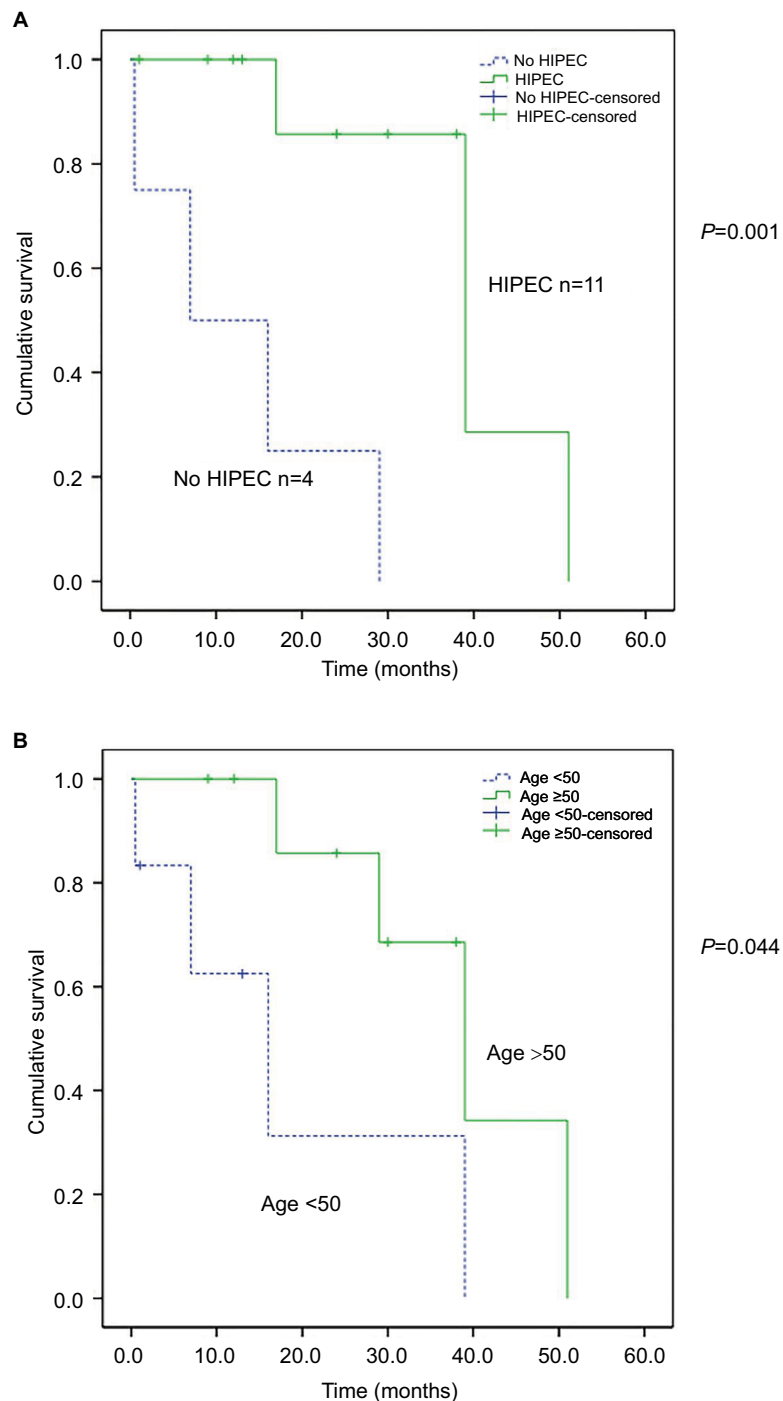 A
1.0
0.8
0.6
0.4
0.2
0.0
Cumulative survival
No HIPEC
HIPEC
No HIPEC-censored
HIPEC-censored
P=0.001
HIPEC n=11
No HIPEC n=4
0.0 10.0 20.0 30.0 40.0 50.0 60.0
Time (months)
B
1.0
0.8
0.6
0.4
0.2
0.0
Cumulative survival
Age <50
Age ≥50
Age <50-censored
Age ≥50-censored
P=0.044
Age >50
Age <50
0.0 10.0 20.0 30.0 40.0 50.0 60.0
Time (months)